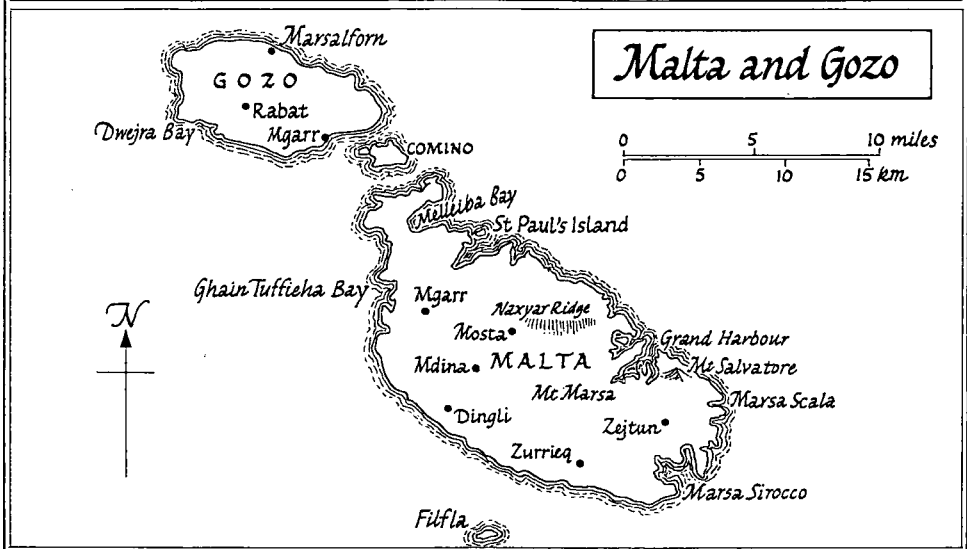 Marsalforn
GOZO
Rabat
Dwejra Bay
Mgarr
COMINO
Malta and Gozo
0 5 10 miles
0 5 10 15 km
Melleiba Bay
St Paul's Island
Ghain Tuffieha Bay
Mgarr
Naxyar Ridge
Mosta
Grand Harbour
Mdina
MALTA
Mt Salvatore
Mt Marsa
Marsa Scala
Dingli
Zejtun
Zurrieq
Marsa Sirocco
Filfla
N